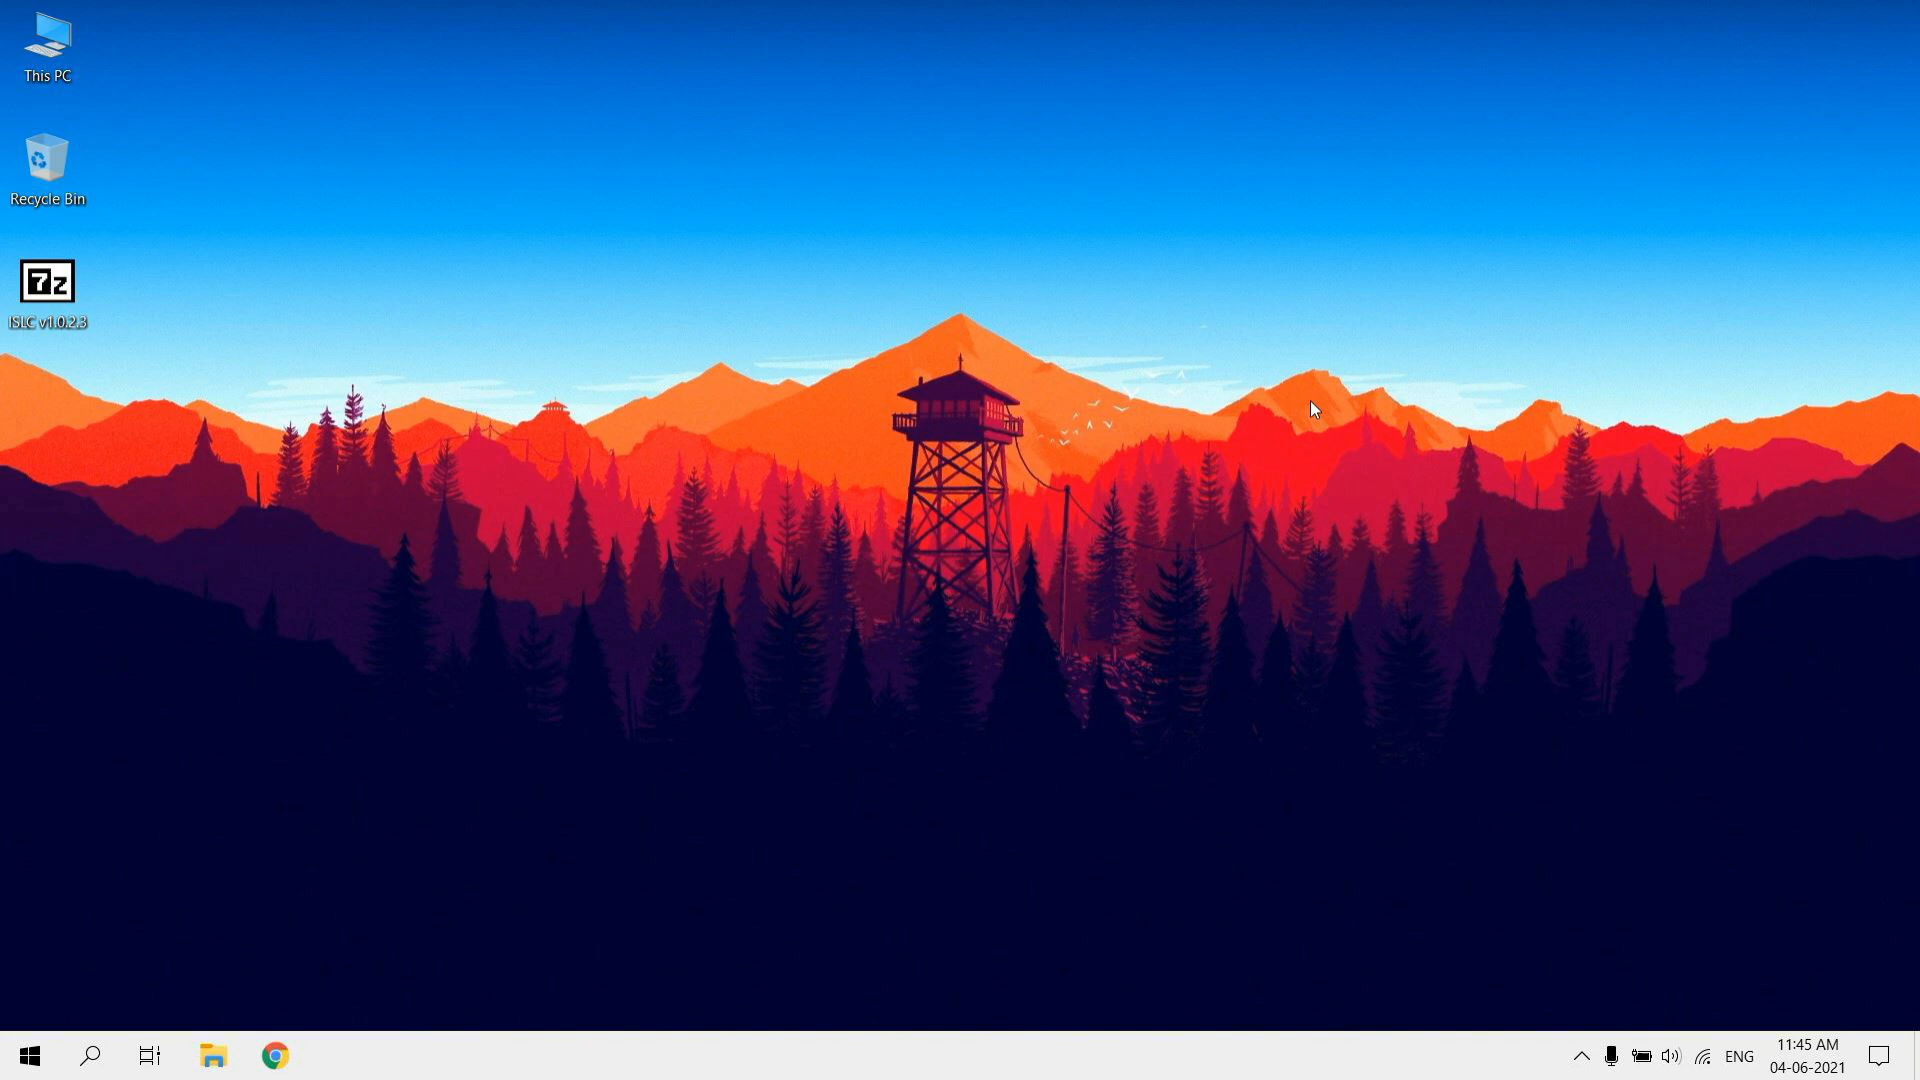 This PC
Recycle Bin
7z
ISLC v1.0.2.3
ENG
11:45 AM
04-06-2021